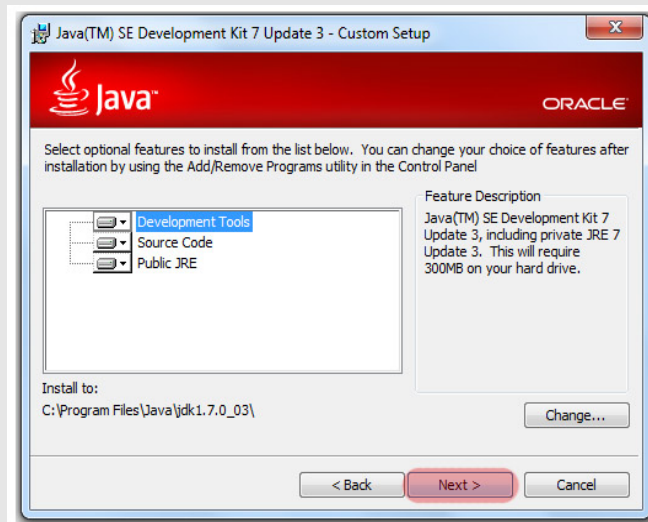 Java(TM) SE Development Kit 7 Update 3 - Custom Setup
Java™
ORACLE®
Select optional features to install from the list below. You can change your choice of features after
installation by using the Add/Remove Programs utility in the Control Panel
Development Tools
Source Code
Public JRE
Feature Description
Java(TM) SE Development Kit 7
Update 3, including private JRE 7
Update 3. This will require
300MB on your hard drive.
Install to:
C:\Program Files\Java\jdk1.7.0_03\
Change...
< Back
Next >
Cancel